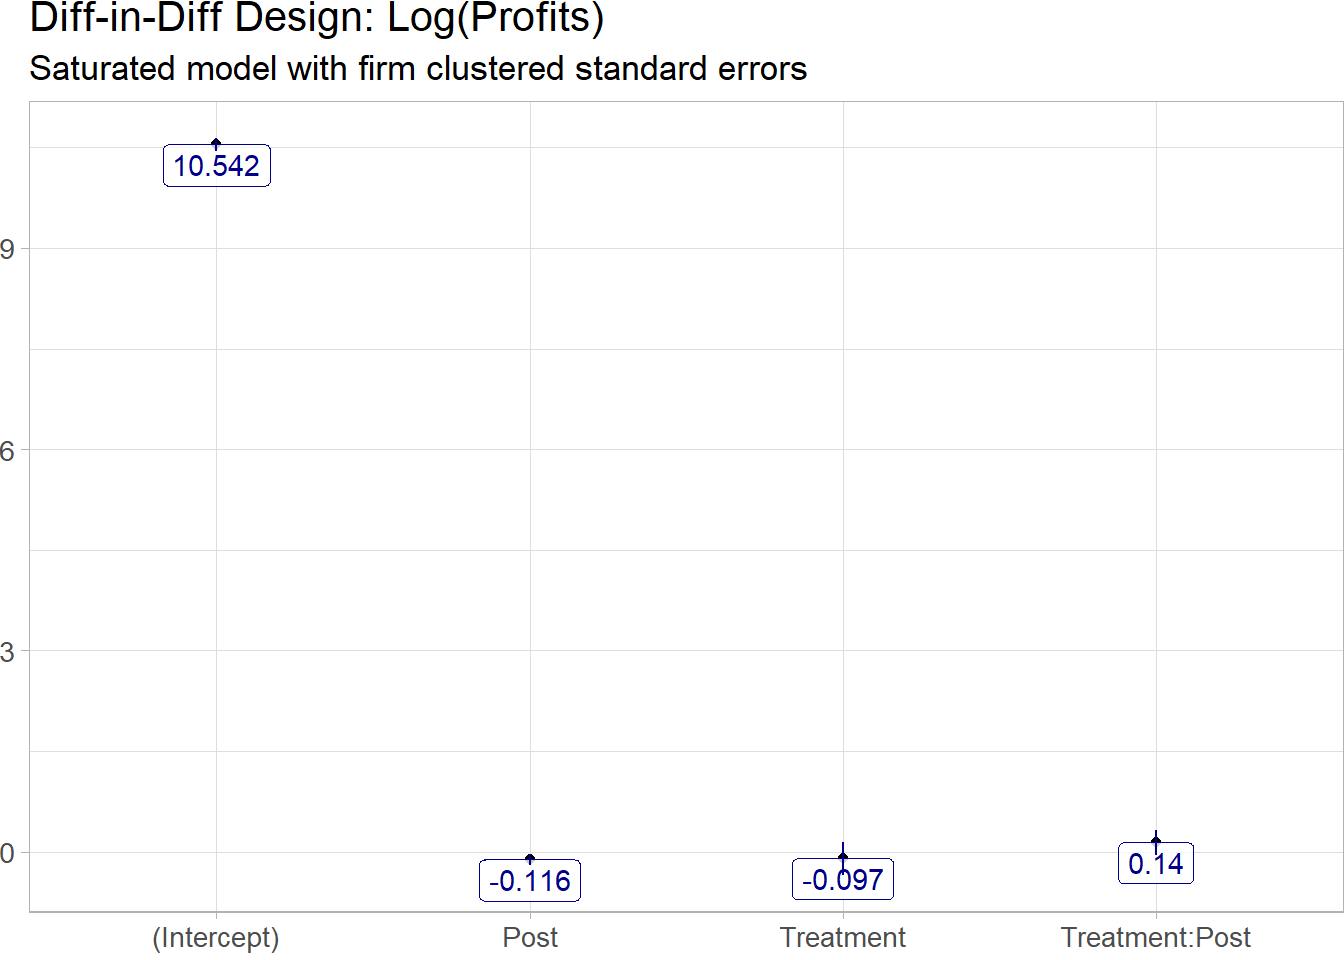 Diff-in-Diff Design: Log(Profits)
Saturated model with firm clustered standard errors
10.542
9
6
3
0
-0.116
-0.097
0.14
(Intercept)
Post
Treatment
Treatment:Post